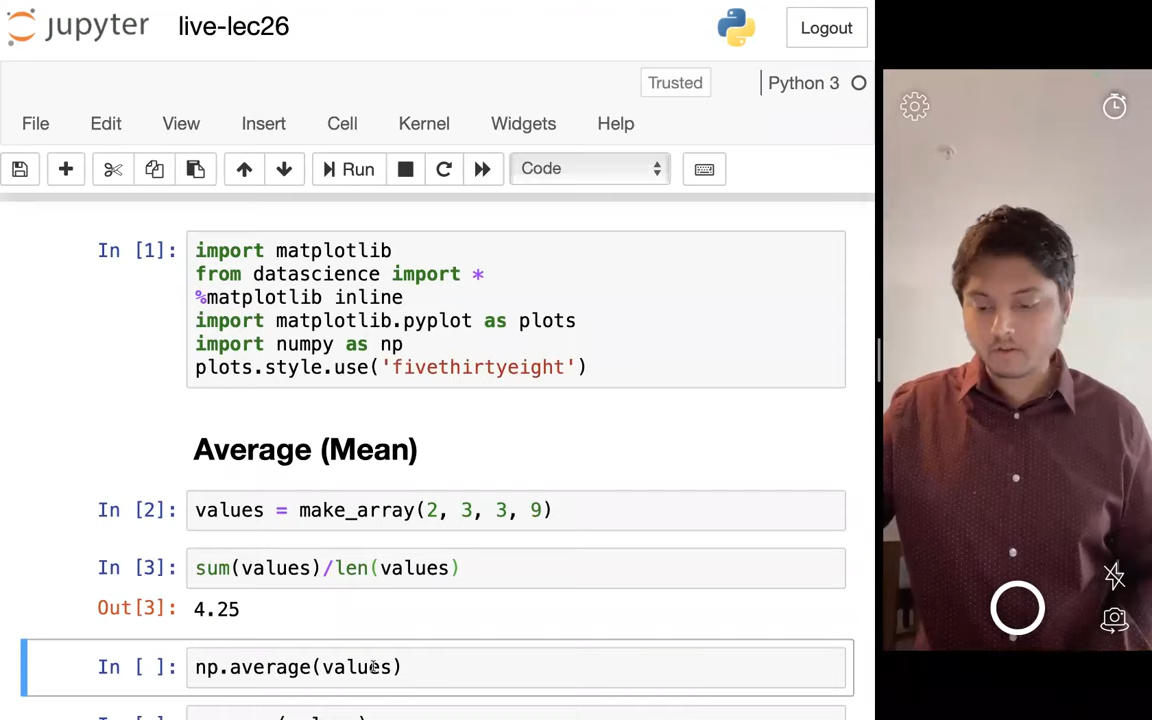 jupyter live-lec26 Logout
Trusted Python 3
File Edit View Insert Cell Kernel Widgets Help
Run Code
In [1]: import matplotlib
from datascience import *
%matplotlib inline
import matplotlib.pyplot as plots
import numpy as np
plots.style.use('fivethirtyeight')
Average (Mean)
In [2]: values = make_array(2, 3, 3, 9)
In [3]: sum(values)/len(values)
Out[3]: 4.25
In [ ]: np.average(values)